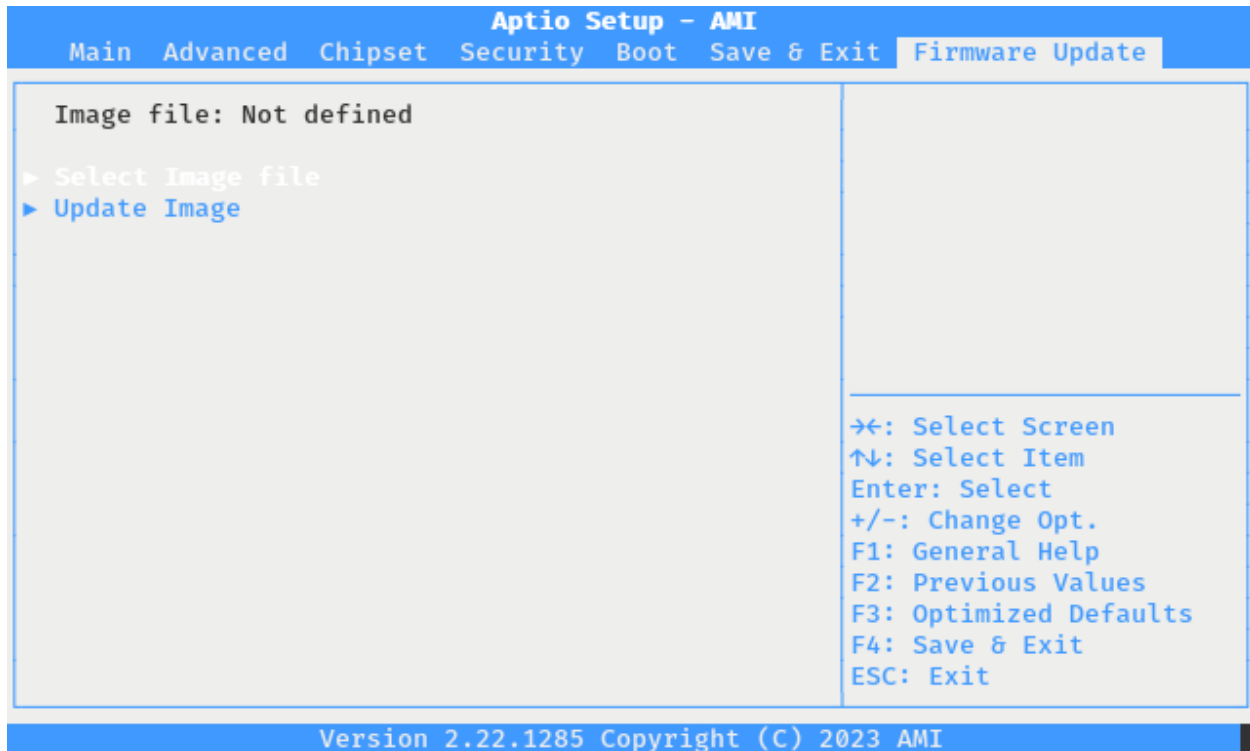 Aptio Setup - AMI
Main Advanced Chipset Security Boot Save & Exit Firmware Update
Image file: Not defined
► Select Image file
► Update Image
→←: Select Screen
↑↓: Select Item
Enter: Select
+/-: Change Opt.
F1: General Help
F2: Previous Values
F3: Optimized Defaults
F4: Save & Exit
ESC: Exit
Version 2.22.1285 Copyright (C) 2023 AMI